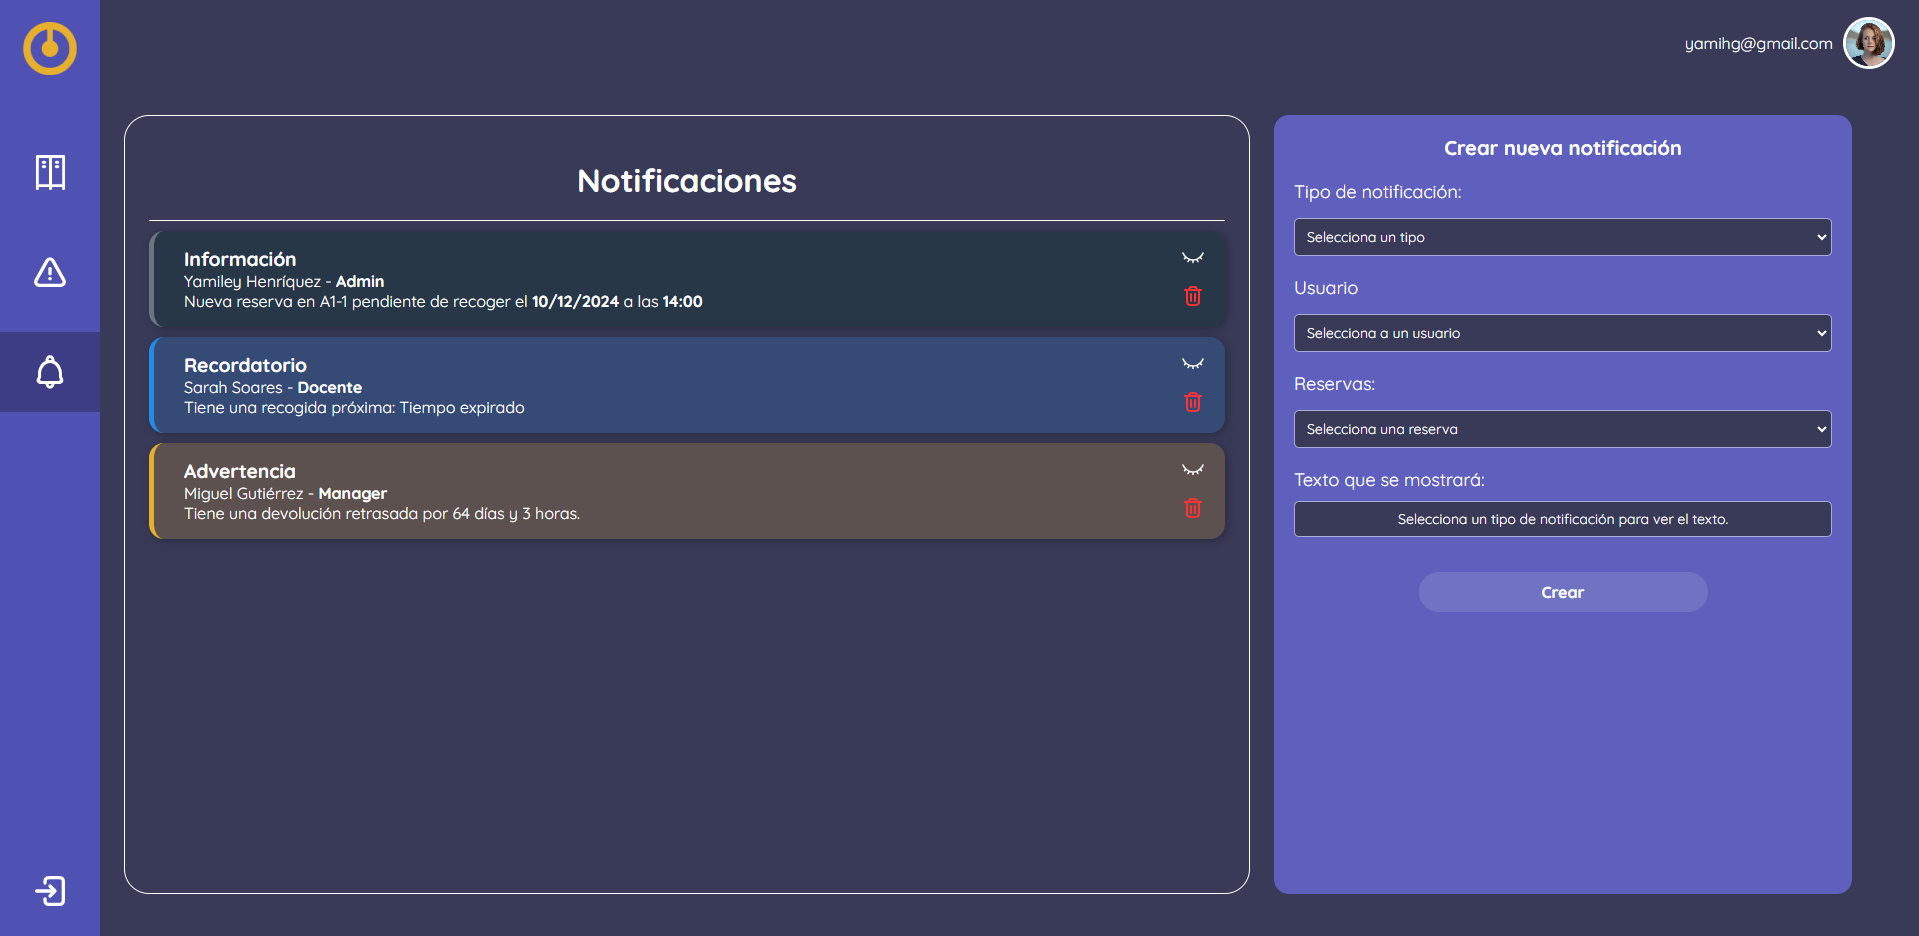 yamihg@gmail.com
Notificaciones
Información
Yamiley Henríquez - Admin
Nueva reserva en A1-1 pendiente de recoger el 10/12/2024 a las 14:00
Recordatorio
Sarah Soares - Docente
Tiene una recogida próxima: Tiempo expirado
Advertencia
Miguel Gutiérrez - Manager
Tiene una devolución retrasada por 64 días y 3 horas.
Crear nueva notificación
Tipo de notificación:
Selecciona un tipo
Usuario
Selecciona a un usuario
Reservas:
Selecciona una reserva
Texto que se mostrará:
Selecciona un tipo de notificación para ver el texto.
Crear